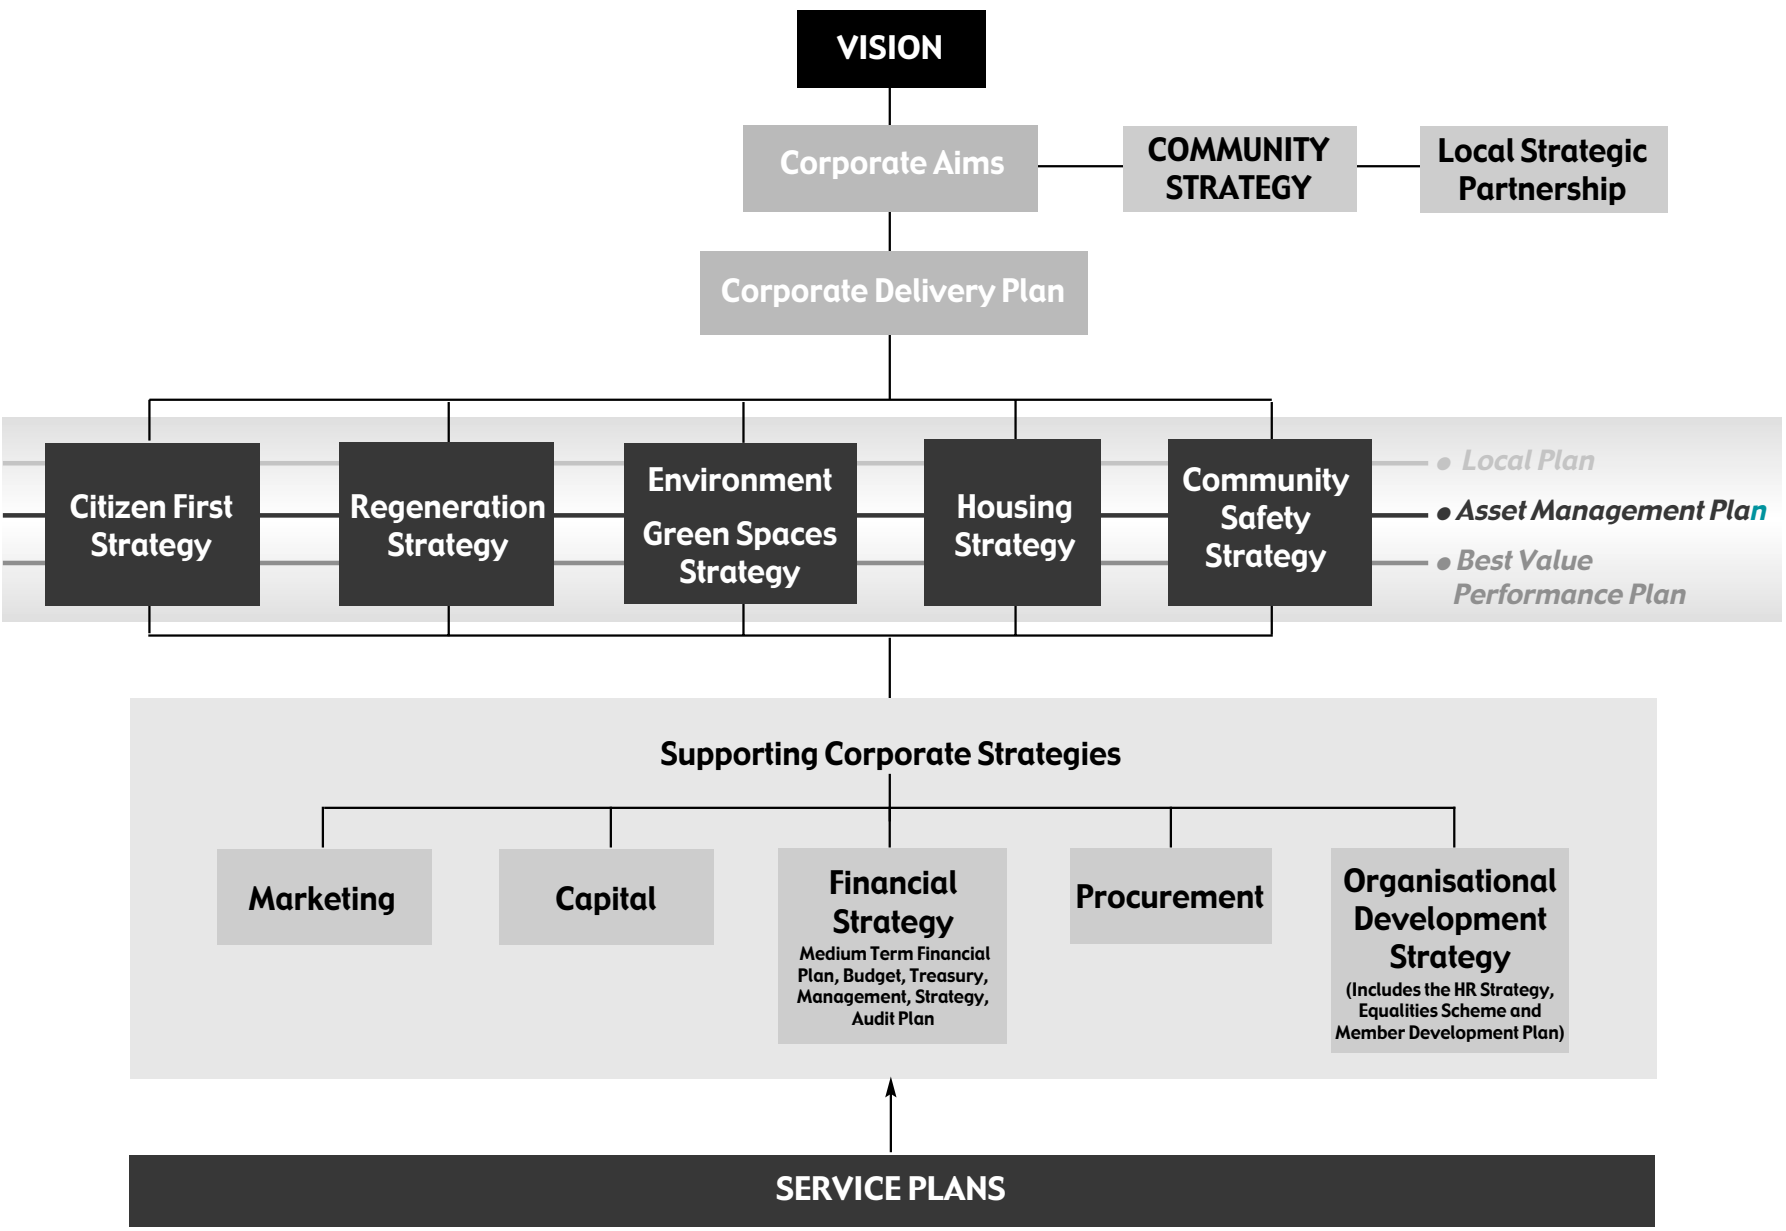 VISION
Corporate Aims
COMMUNITY
STRATEGY
Local Strategic
Partnership
Corporate Delivery Plan
Citizen First
Strategy
Regeneration
Strategy
Environment
Green Spaces
Strategy
Housing
Strategy
Community
Safety
Strategy
• Local Plan
• Asset Management Plan
• Best Value
Performance Plan
Supporting Corporate Strategies
Marketing
Capital
Financial
Strategy
Medium Term Financial
Plan, Budget, Treasury,
Management, Strategy,
Audit Plan
Procurement
Organisational
Development
Strategy
(Includes the HR Strategy,
Equalities Scheme and
Member Development Plan)
SERVICE PLANS